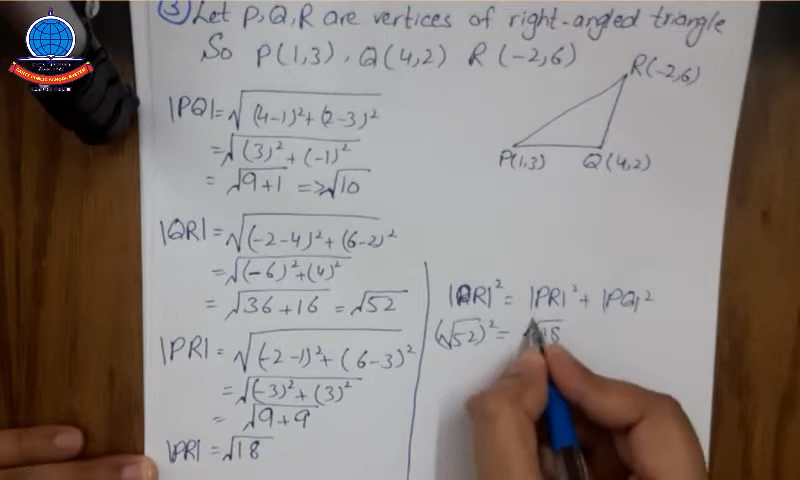 ③ Let P,Q,R are vertices of right-angled triangle
So P(1,3), Q(4,2) R(-2,6)
R(-2,6)
P(1,3) Q(4,2)
|PQ|=√(4-1)²+(2-3)²
=√(3)²+(-1)²
= √9+1 => √10
|QR|=√(-2-4)²+(6-2)²
=√(-6)²+(4)²
= √36+16 = √52
|PR|=√(-2-1)²+(6-3)²
=√(-3)²+(3)²
= √9+9
|PR|=√18
|QR|²= |PR|²+|PQ|²
(√52)²= √18